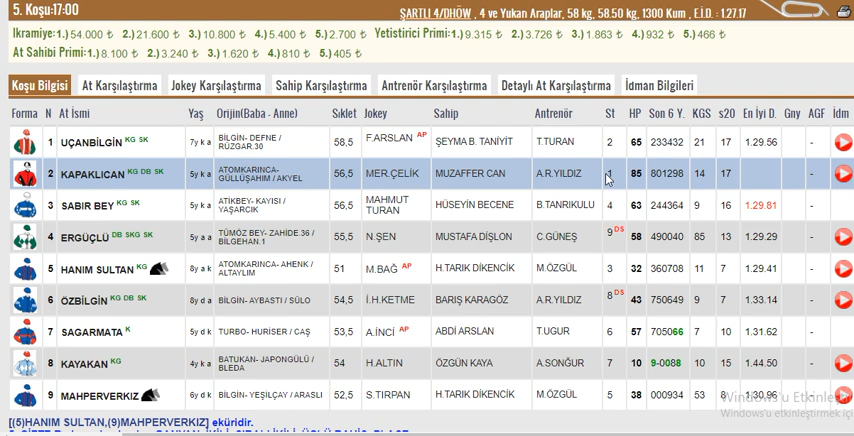 5. Koşu:17:00
ŞARTLI 4/DHÖW , 4 ve Yukarı Araplar, 58 kg, 58.50 kg, 1300 Kum , E.İ.D. : 1.27.17
Ikramiye:1.) 54.000 ₺ 2.) 21.600 ₺ 3.) 10.800 ₺ 4.) 5.400 ₺ 5.) 2.700 ₺ Yetistirici Primi:1.) 9.315 ₺ 2.) 3.726 ₺ 3.) 1.863 ₺ 4.) 932 ₺ 5.) 466 ₺
At Sahibi Primi:1.) 8.100 ₺ 2.) 3.240 ₺ 3.) 1.620 ₺ 4.) 810 ₺ 5.) 405 ₺
Koşu Bilgisi At Karşılaştırma Jokey Karşılaştırma Sahip Karşılaştırma Antrenör Karşılaştırma Detaylı At Karşılaştırma İdman Bilgileri
Forma N At İsmi Yaş Orijin(Baba - Anne) Sıklet Jokey Sahip Antrenör St HP Son 6 Y. KGS s20 En İyi D. Gny AGF İdm
1 UÇANBİLGİN KG SK 7y k a BİLGİN- DEFNE / RÜZGAR.30 58,5 F.ARSLAN AP ŞEYMA B. TANİYİT T.TURAN 2 65 233432 21 17 1.29.56 -
2 KAPAKLICAN KG DB SK 5y k a ATOMKARINCA- GÜLLÜŞAHIM / AKYEL 56,5 MER.ÇELİK MUZAFFER CAN A.R.YILDIZ 1 85 801298 14 17 -
3 SABIR BEY KG SK 5y k a ATİKBEY- KAYISI / YAŞARCIK 56,5 MAHMUT TURAN HÜSEYİN BECENE B.TANRIKULU 4 63 244364 9 16 1.29.81 -
4 ERGÜÇLÜ DB SKG SK 5y a a TÜMÖZ BEY- ZAHİDE.36 / BİLGEHAN.1 55,5 N.ŞEN MUSTAFA DİŞLON C.GÜNEŞ 9 DS 58 490040 85 13 1.29.29 -
5 HANIM SULTAN KG 8y a k ATOMKARINCA- AHENK / ALTAYLIM 51 M.BAĞ AP H.TARIK DİKENCİK M.ÖZGÜL 3 32 360708 11 7 1.29.41 -
6 ÖZBİLGİN KG DB SK 8y d a BİLGİN- AYBASTI / SÜLO 54,5 İ.H.KETME BARIŞ KARAGÖZ A.R.YILDIZ 8 DS 43 750649 9 7 1.33.14 -
7 SAGARMATA K 5y d k TURBO- HURİSER / CAŞ 53,5 A.İNCİ AP ABDİ ARSLAN T.UGUR 6 57 705066 7 10 1.31.62 -
8 KAYAKAN KG 4y k a BATUKAN- JAPONGÜLÜ / BLEDA 54 H.ALTIN ÖZGÜN KAYA A.SONĞUR 7 10 9-0088 10 15 1.44.50 -
9 MAHPERVERKIZ 6y d k BİLGİN- YEŞİLÇAY / ARASLI 52,5 S.TIRPAN H.TARIK DİKENCİK M.ÖZGÜL 5 38 000934 53 8 1.30.96 -
Windows'u Etkinleştir
Windows'u etkinleştirmek içi
[(5)HANIM SULTAN,(9)MAHPERVERKIZ] eküridir.